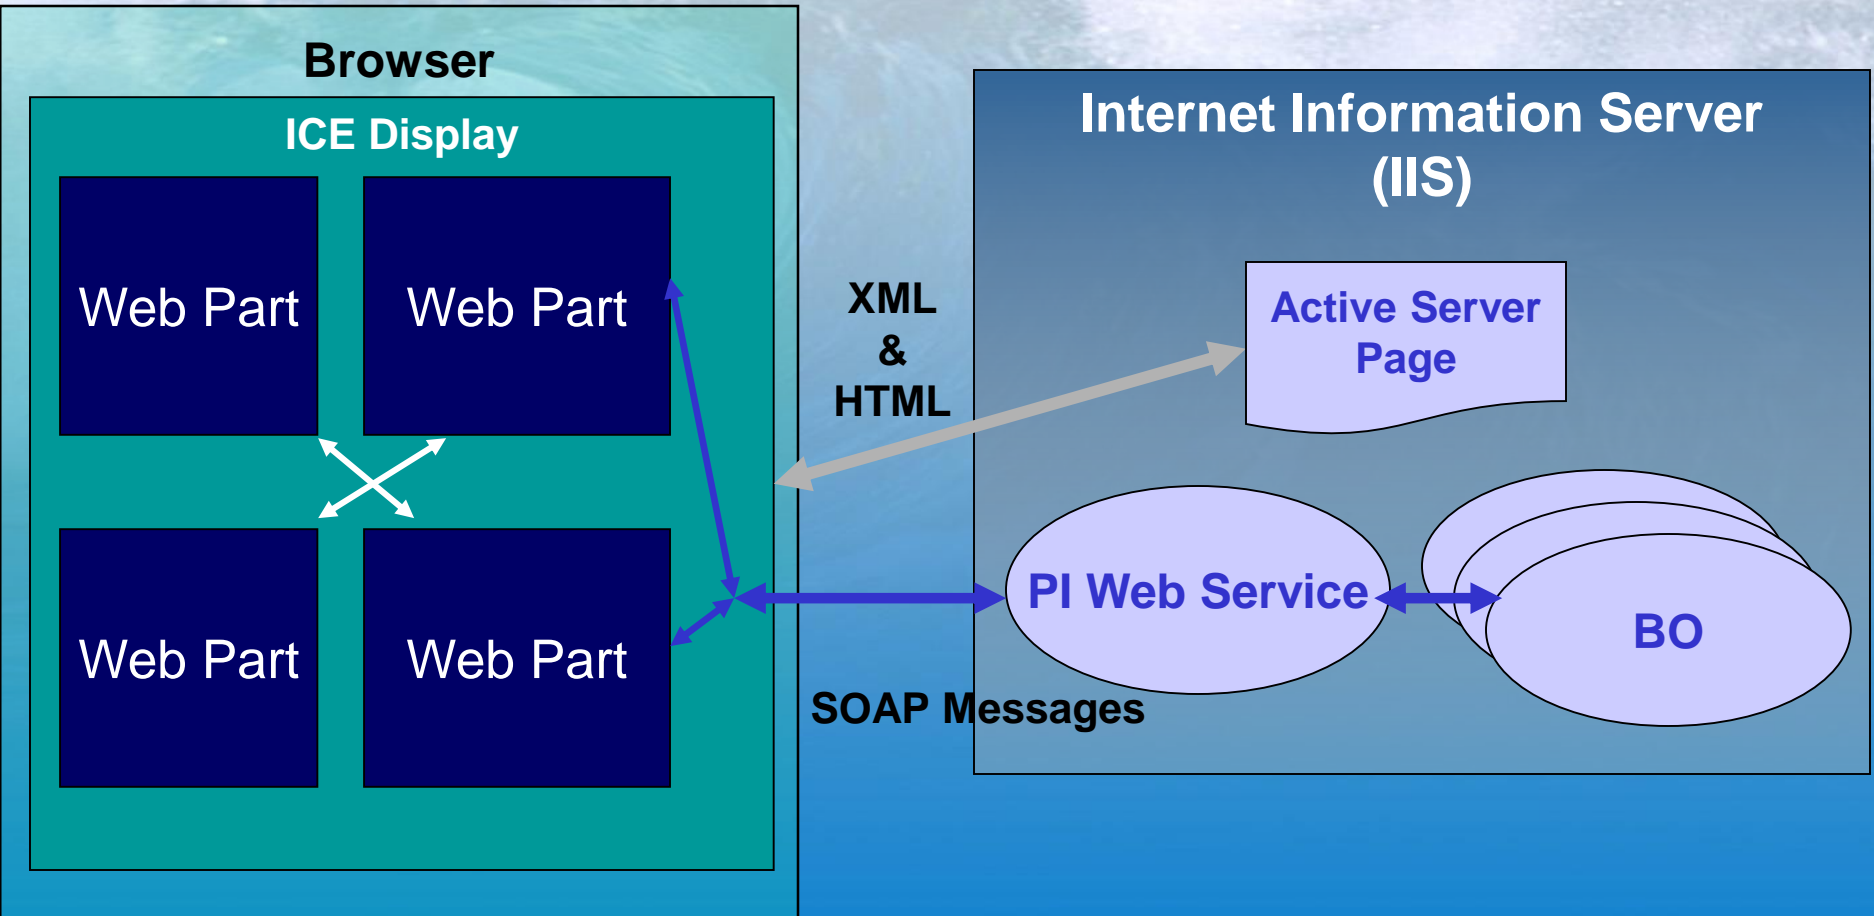 Browser
ICE Display
Web Part
Web Part
Web Part
Web Part
XML
&
HTML
SOAP Messages
Internet Information Server
(IIS)
Active Server
Page
PI Web Service
BO